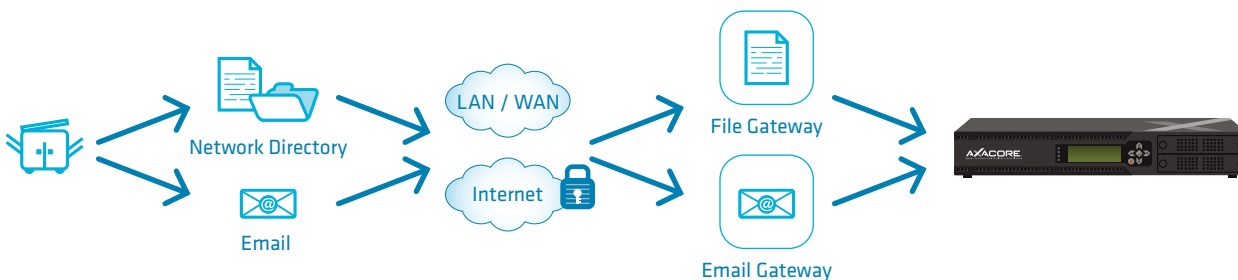 Network Directory
Email
LAN / WAN
Internet
File Gateway
Email Gateway
AXACORE